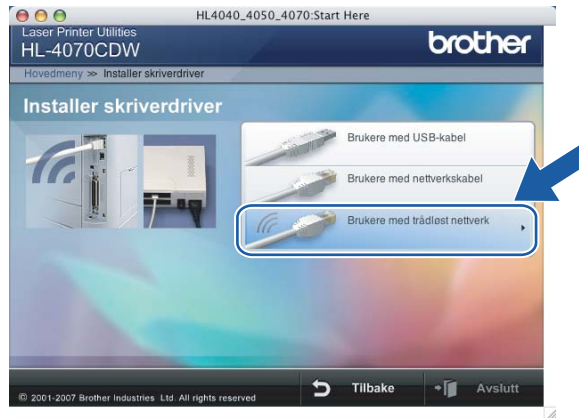 HL4040_4050_4070:Start Here
Laser Printer Utilities
HL-4070CDW
brother
Hovedmeny >> Installer skriverdriver
Installer skriverdriver
Brukere med USB-kabel
Brukere med nettverkskabel
Brukere med trådløst nettverk
Tilbake
Avslutt
© 2001-2007 Brother Industries Ltd. All rights reserved